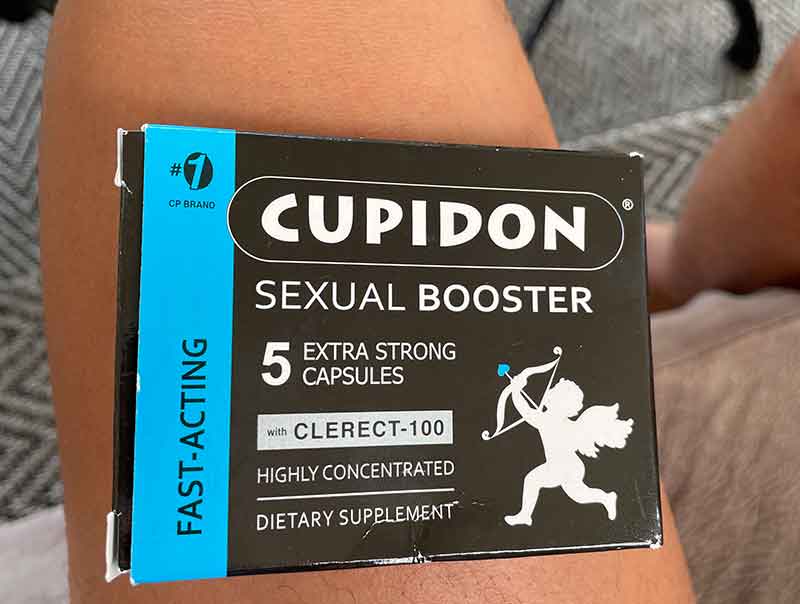 #1
CP BRAND
FAST-ACTING
CUPIDON®
SEXUAL BOOSTER
5 EXTRA STRONG
CAPSULES
with CLERECT-100
HIGHLY CONCENTRATED
DIETARY SUPPLEMENT